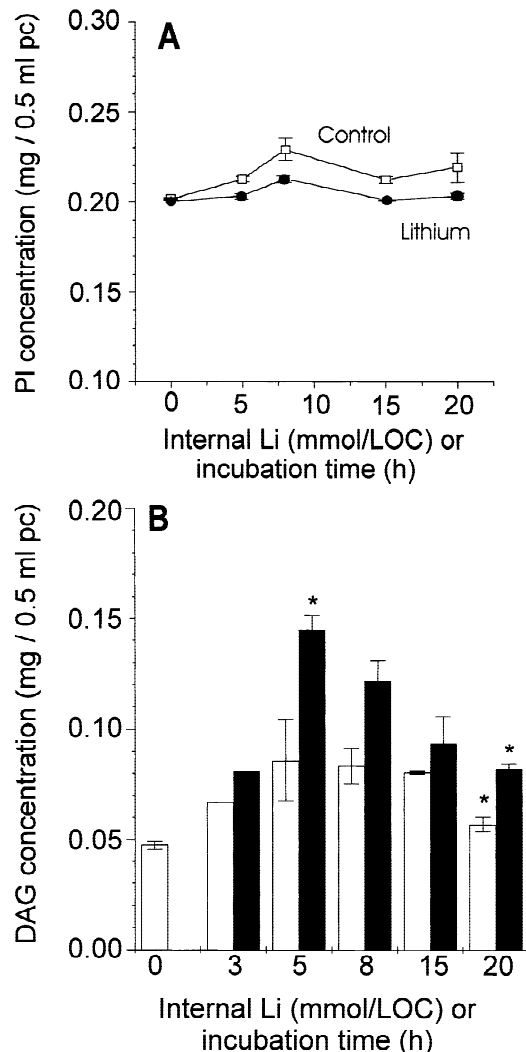 A
PI concentration (mg / 0.5 ml pc)
0.30
0.25
0.20
0.15
0.10
Control
Lithium
0 5 10 15 20
Internal Li (mmol/LOC) or
incubation time (h)
B
DAG concentration (mg / 0.5 ml pc)
0.20
0.15
0.10
0.05
0.00
*
*
*
0 3 5 8 15 20
Internal Li (mmol/LOC) or
incubation time (h)